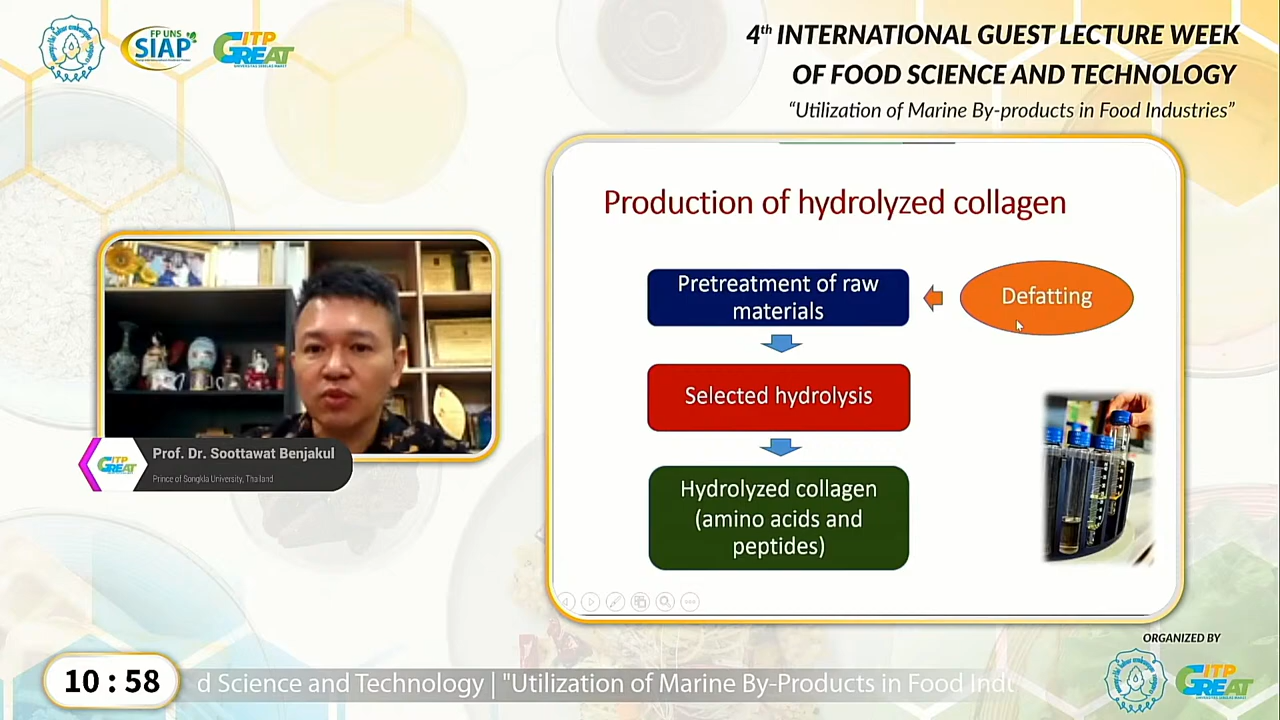 FP UNS
SIAP
ITP
GREAT
4th INTERNATIONAL GUEST LECTURE WEEK
OF FOOD SCIENCE AND TECHNOLOGY
“Utilization of Marine By-products in Food Industries”
Production of hydrolyzed collagen
Pretreatment of raw
materials
Defatting
Selected hydrolysis
Hydrolyzed collagen
(amino acids and
peptides)
ITP
GREAT
Prof. Dr. Soottawat Benjakul
Prince of Songkla University, Thailand
ORGANIZED BY
10 : 58
d Science and Technology | "Utilization of Marine By-Products in Food Indu
ITP
GREAT